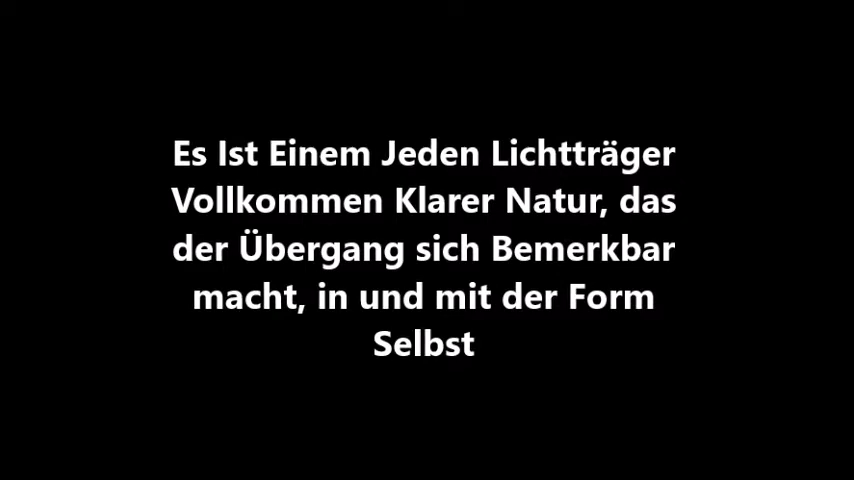 Es Ist Einem Jeden Lichtträger
Vollkommen Klarer Natur, das
der Übergang sich Bemerkbar
macht, in und mit der Form
Selbst